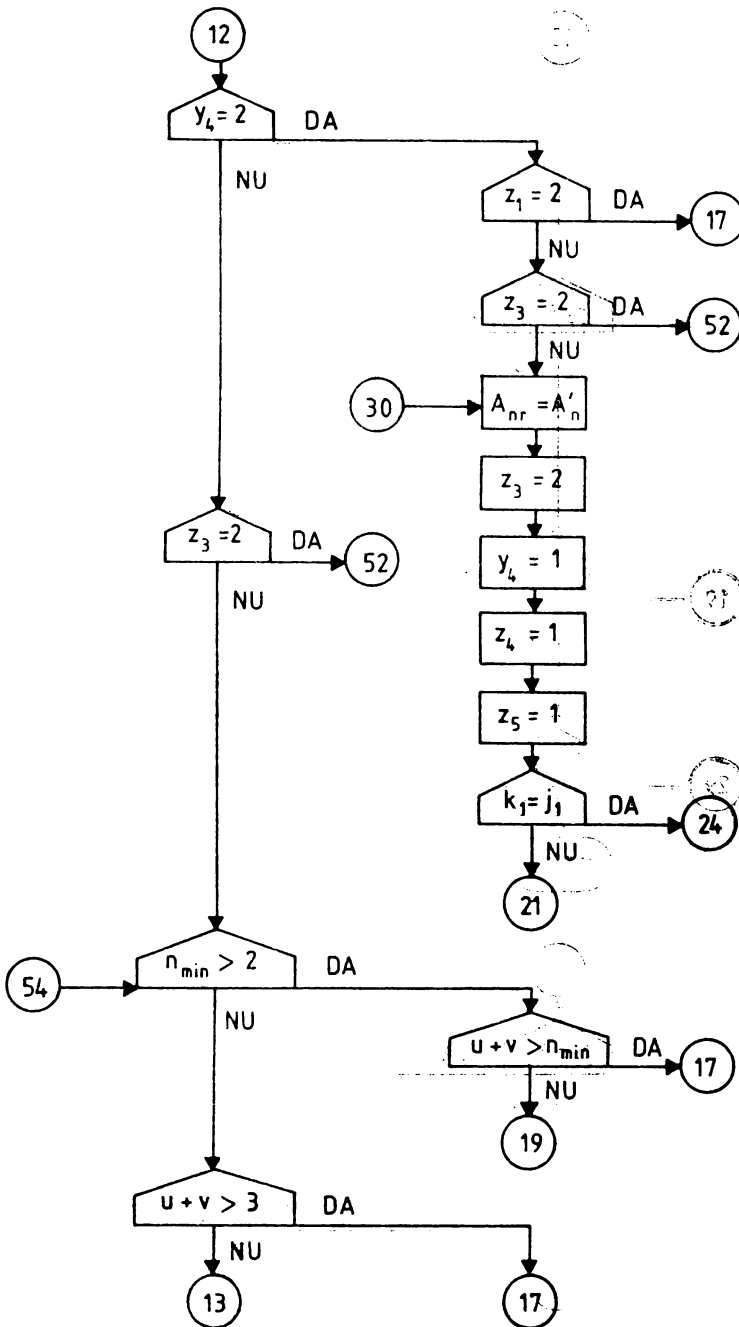 12
y₄ = 2 DA
NU
z₁ = 2 DA
17
NU
z₃ = 2 DA
52
NU
30
Aₙᵣ = A'ₙ
z₃ = 2
z₃ = 2 DA
52
NU
y₄ = 1
z₄ = 1
z₅ = 1
k₁ = j₁ DA
24
NU
21
54
n_min > 2 DA
NU
u + v > n_min DA
17
NU
19
u + v > 3 DA
NU
13
17